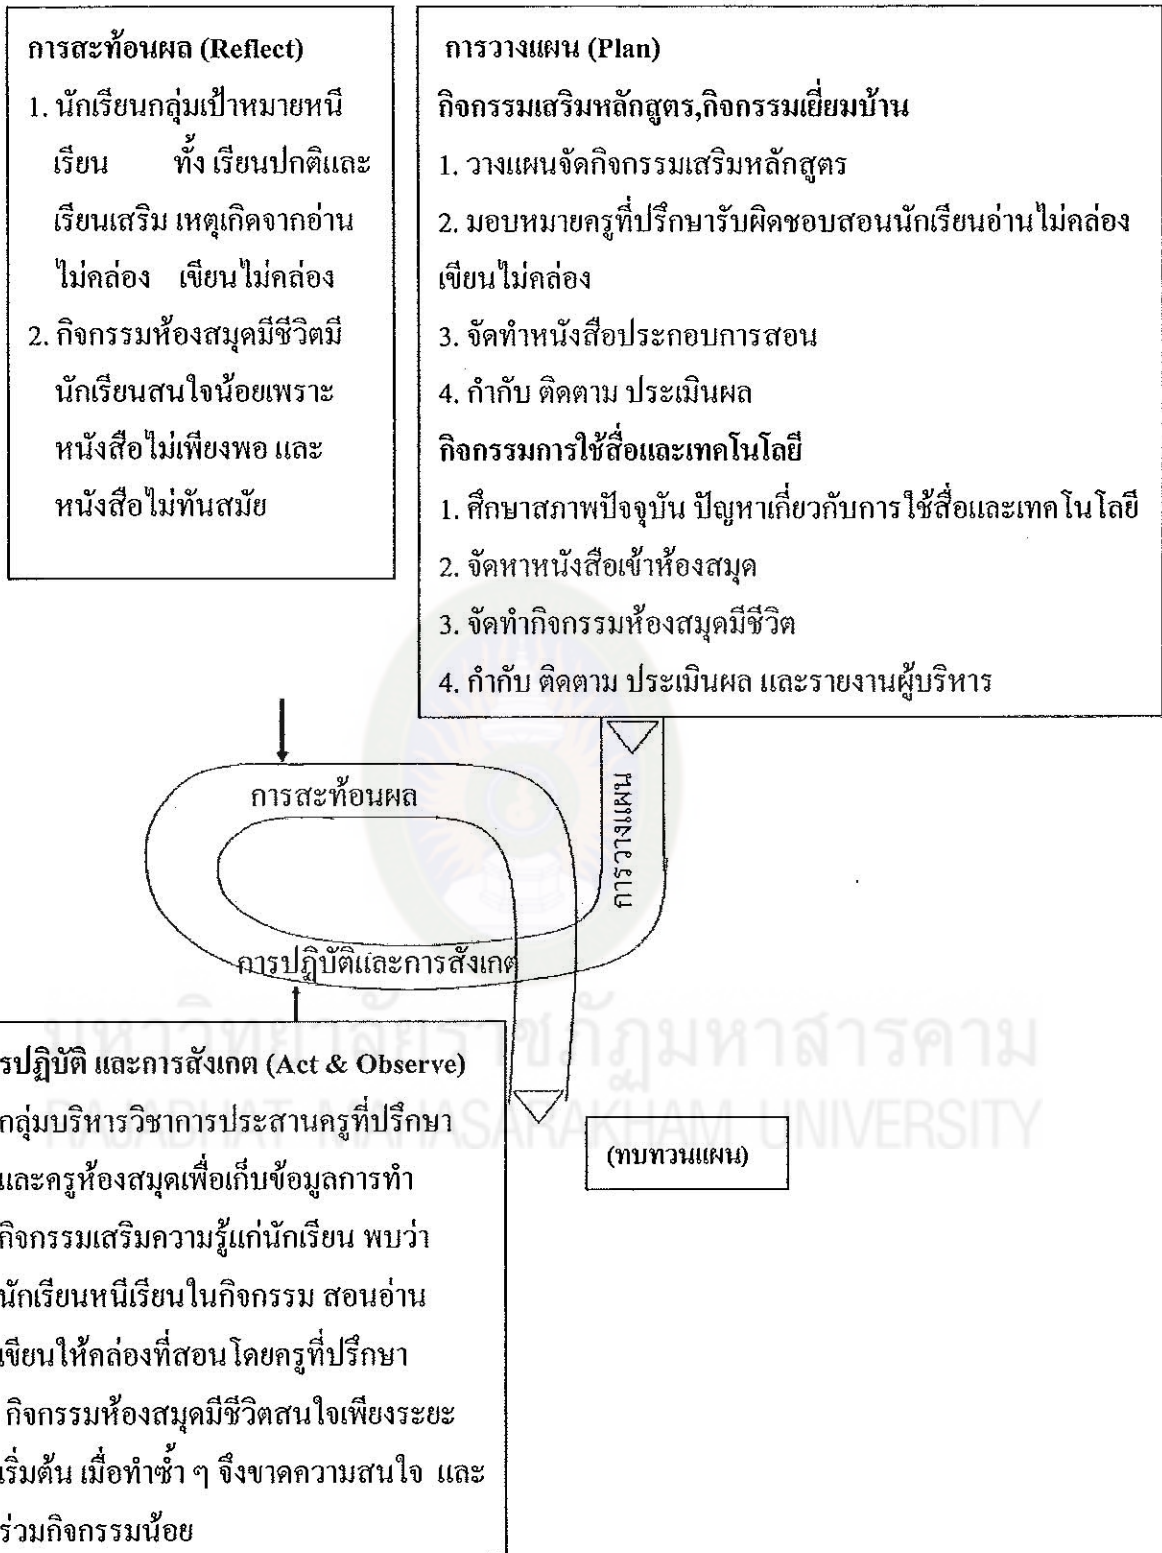 การสะท้อนผล (Reflect)
1. นักเรียนกลุ่มเป้าหมายหนี
เรียน ทั้ง เรียนปกติและ
เรียนเสริม เหตุเกิดจากอ่าน
ไม่คล่อง เขียนไม่คล่อง
2. กิจกรรมห้องสมุดมีชีวิตมี
นักเรียนสนใจน้อยเพราะ
หนังสือไม่เพียงพอ และ
หนังสือไม่ทันสมัย
การวางแผน (Plan)
กิจกรรมเสริมหลักสูตร,กิจกรรมเยี่ยมบ้าน
1. วางแผนจัดกิจกรรมเสริมหลักสูตร
2. มอบหมายครูที่ปรึกษารับผิดชอบสอนนักเรียนอ่านไม่คล่อง
เขียนไม่คล่อง
3. จัดทำหนังสือประกอบการสอน
4. กำกับ ติดตาม ประเมินผล
กิจกรรมการใช้สื่อและเทคโนโลยี
1. ศึกษาสภาพปัจจุบัน ปัญหาเกี่ยวกับการใช้สื่อและเทคโนโลยี
2. จัดหาหนังสือเข้าห้องสมุด
3. จัดทำกิจกรรมห้องสมุดมีชีวิต
4. กำกับ ติดตาม ประเมินผล และรายงานผู้บริหาร
การสะท้อนผล
การวางแผน
การปฏิบัติและการสังเกต
มหาวิทยาลัยราชภัฏมหาสารคาม
RAJABHAT MAHASARAKHAM UNIVERSITY
รปฏิบัติ และการสังเกต (Act & Observe)
กลุ่มบริหารวิชาการประสานครูที่ปรึกษา
และครูห้องสมุดเพื่อเก็บข้อมูลการทำ
กิจกรรมเสริมความรู้แก่นักเรียน พบว่า
นักเรียนหนีเรียนในกิจกรรม สอนอ่าน
เขียนให้คล่องที่สอนโดยครูที่ปรึกษา
กิจกรรมห้องสมุดมีชีวิตสนใจเพียงระยะ
เริ่มต้น เมื่อทำซ้ำ ๆ จึงขาดความสนใจ และ
ร่วมกิจกรรมน้อย
(ทบทวนแผน)